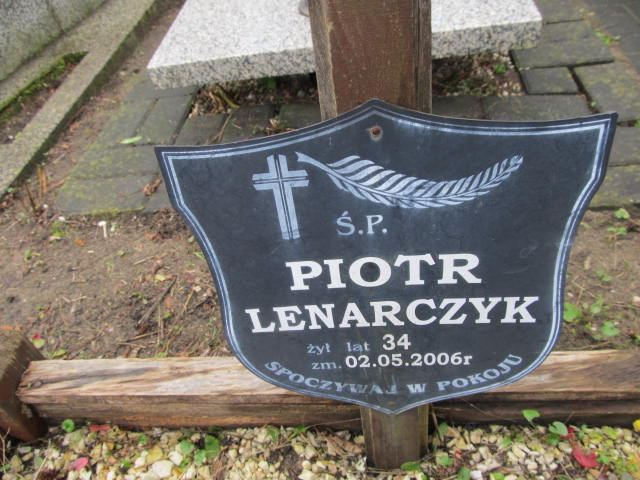 Ś.P.
PIOTR
LENARCZYK
żył lat 34
zm. 02.05.2006r
SPOCZYWAJ W POKOJU